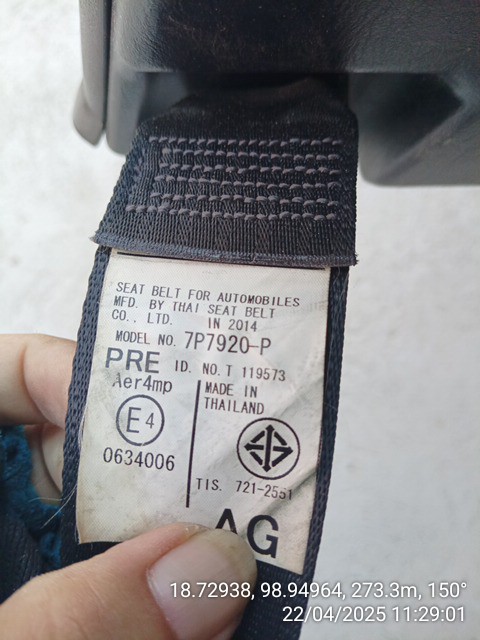 SEAT BELT FOR AUTOMOBILES
MFD. BY THAI SEAT BELT
CO., LTD. IN 2014
MODEL NO. 7P7920-P
PRE ID. NO. T 119573
Aer4mp
MADE IN
THAILAND
E4
0634006
TIS. 721-2551
AG
18.72938, 98.94964, 273.3m, 150°
22/04/2025 11:29:01